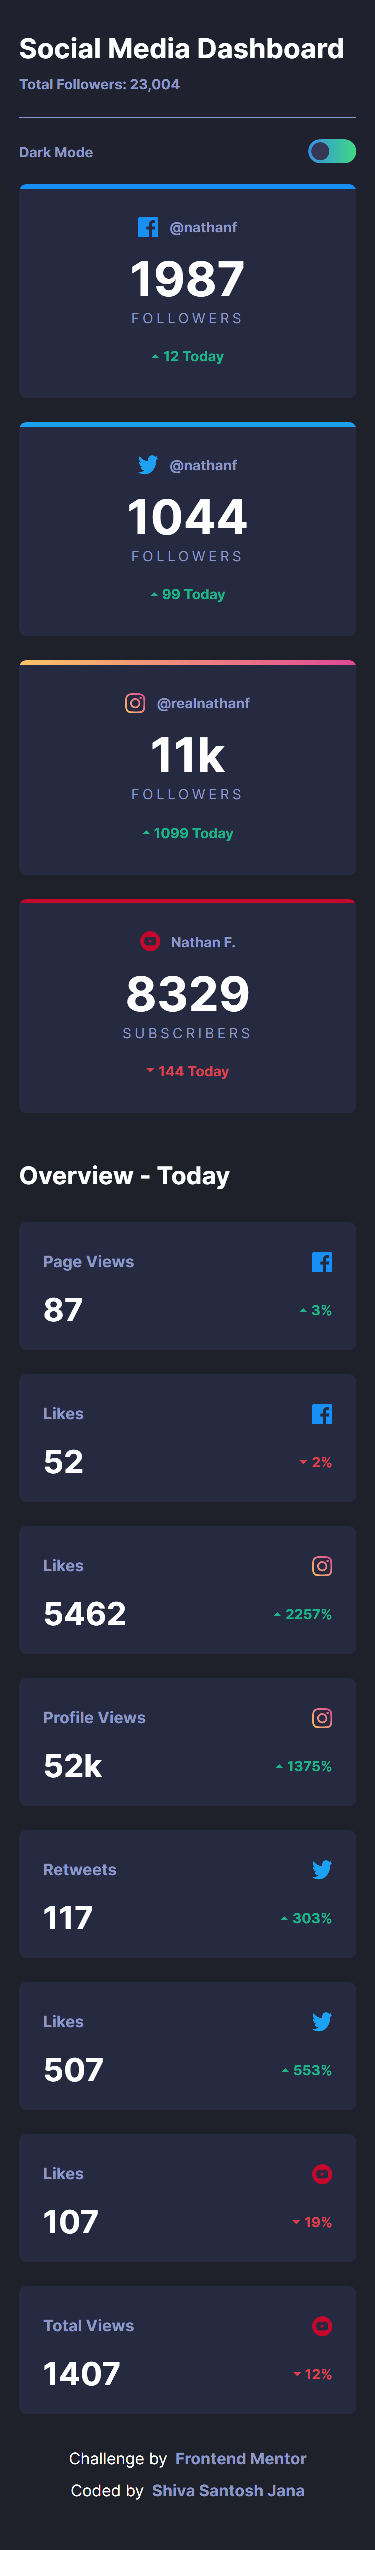 Social Media Dashboard
Total Followers: 23,004
Dark Mode
@nathanf
1987
FOLLOWERS
12 Today
@nathanf
1044
FOLLOWERS
99 Today
@realnathanf
11k
FOLLOWERS
1099 Today
Nathan F.
8329
SUBSCRIBERS
144 Today
Overview - Today
Page Views
87 3%
Likes
52 2%
Likes
5462 2257%
Profile Views
52k 1375%
Retweets
117 303%
Likes
507 553%
Likes
107 19%
Total Views
1407 12%
Challenge by Frontend Mentor
Coded by Shiva Santosh Jana